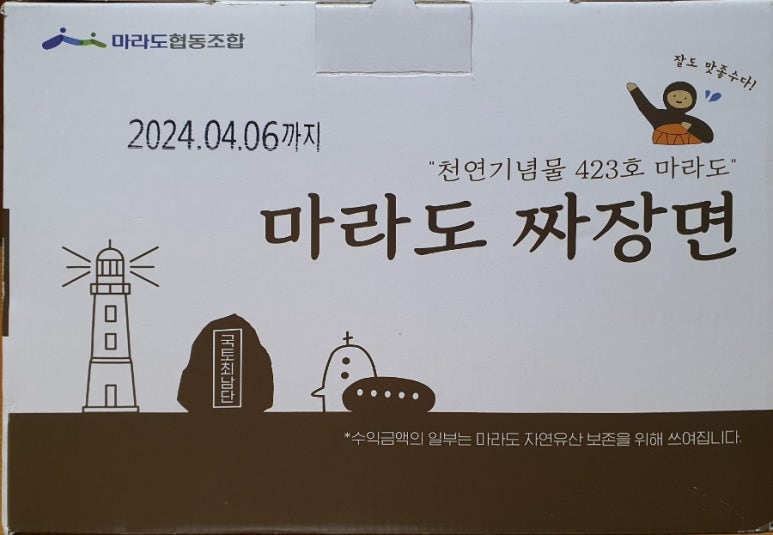 마라도협동조합
잘도 맛좋수다!
2024.04.06까지
"천연기념물 423호 마라도"
마라도 짜장면
국토최남단
*수익금액의 일부는 마라도 자연유산 보존을 위해 쓰여집니다.